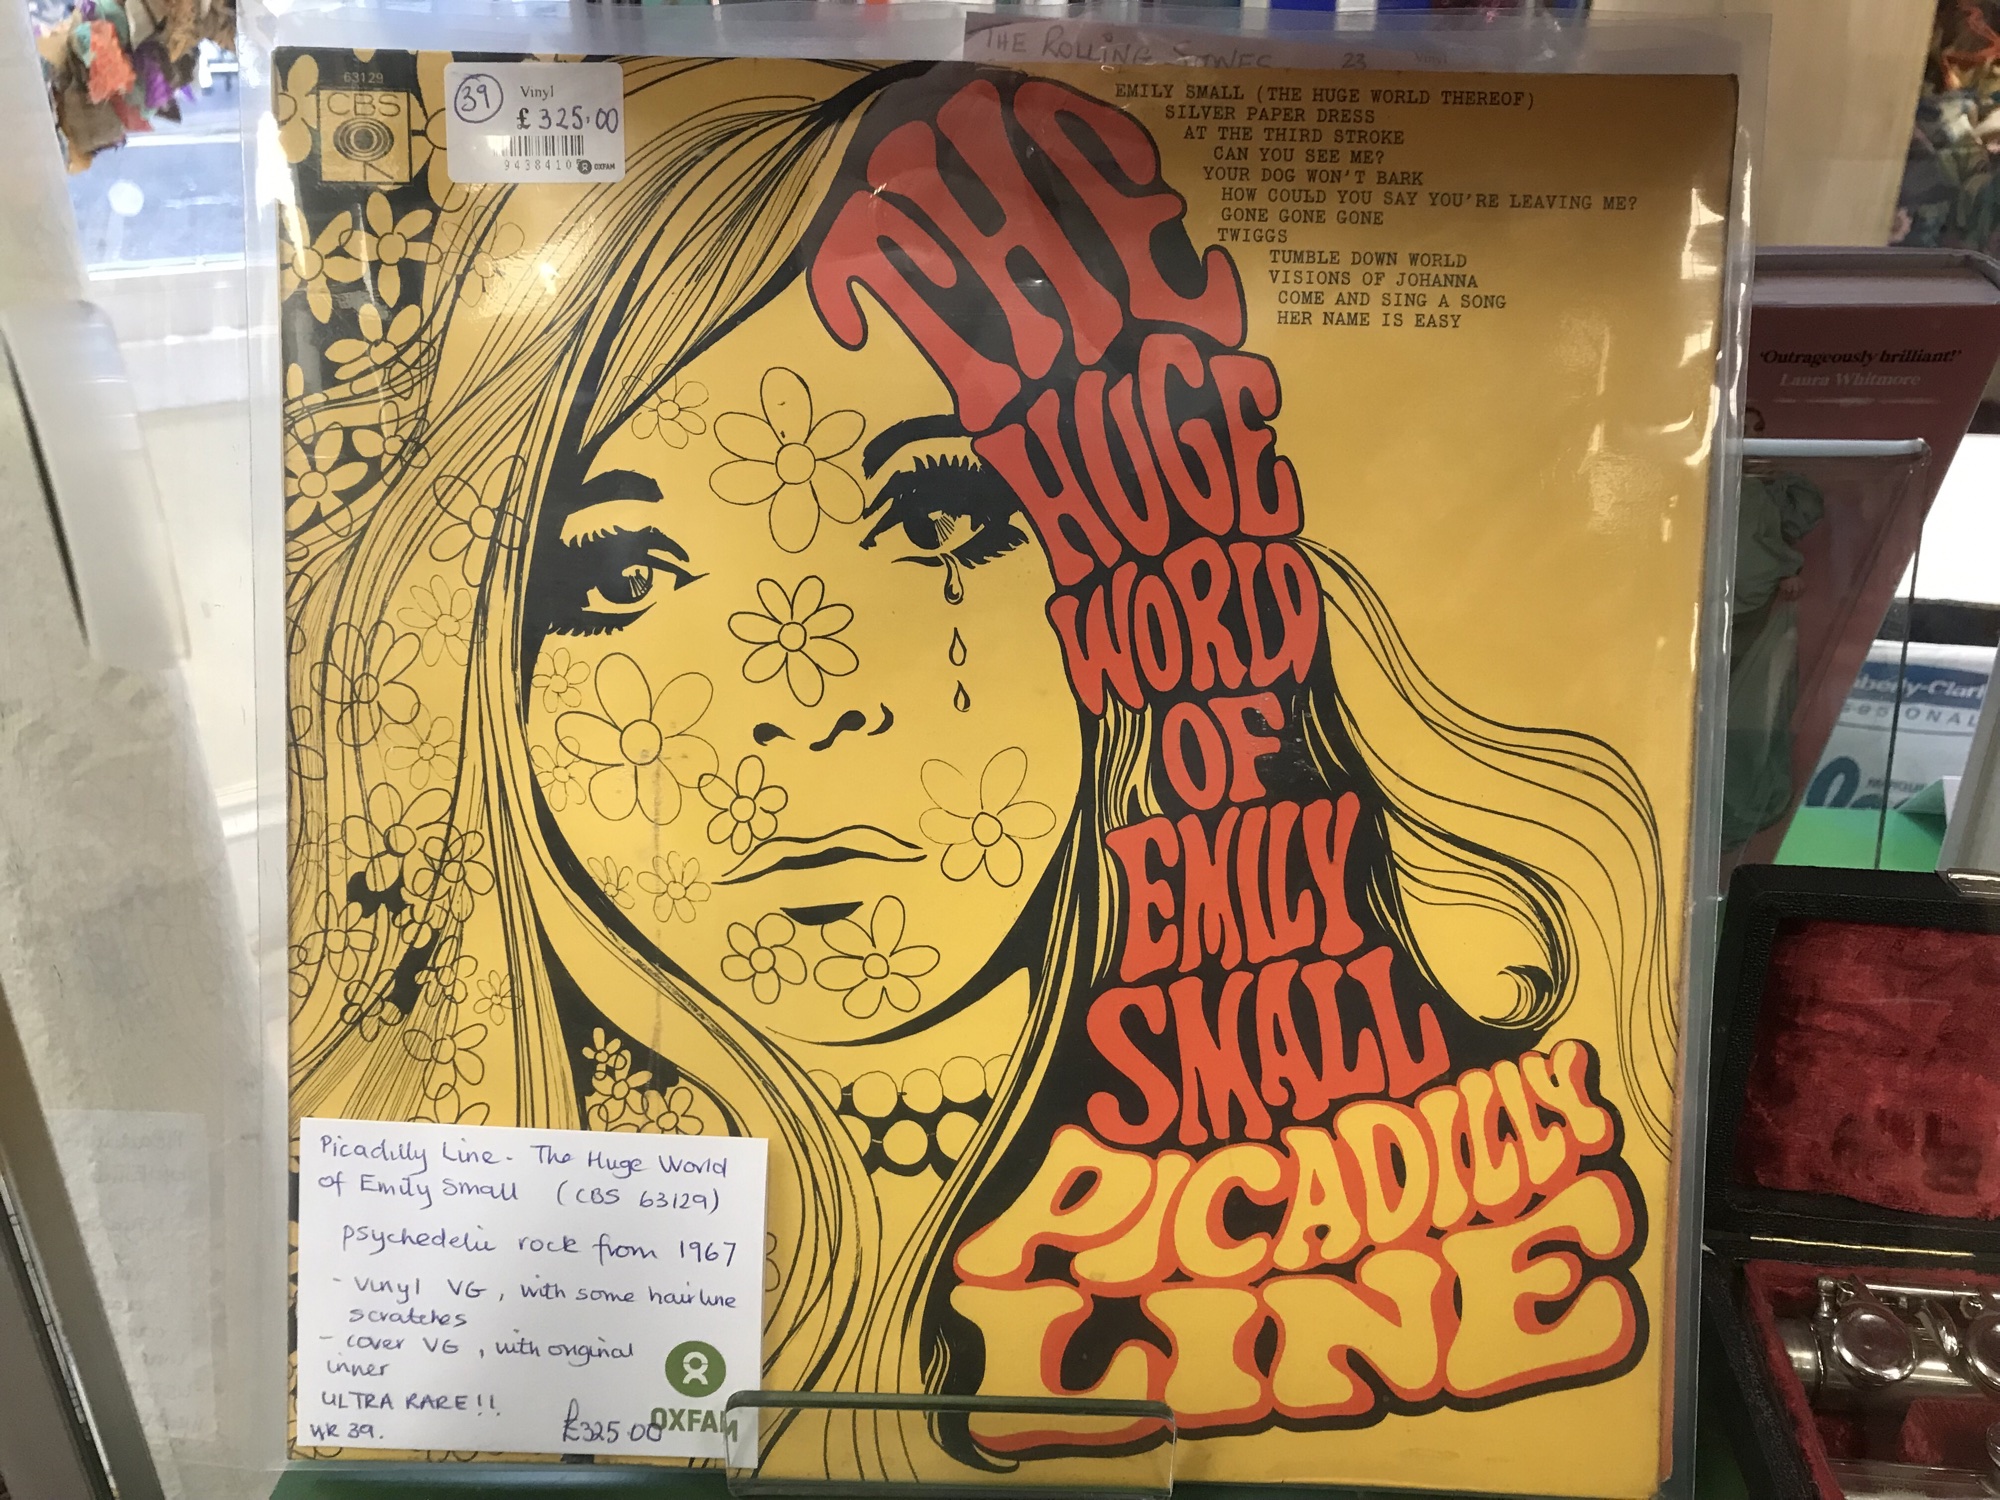 THE ROLLING STONES 23 Vinyl
63129
CBS
39
Vinyl
£325.00
9438410
OXFAM
EMILY SMALL (THE HUGE WORLD THEREOF)
SILVER PAPER DRESS
AT THE THIRD STROKE
CAN YOU SEE ME?
YOUR DOG WON'T BARK
HOW COULD YOU SAY YOU'RE LEAVING ME?
GONE GONE GONE
TWIGGS
TUMBLE DOWN WORLD
VISIONS OF JOHANNA
COME AND SING A SONG
HER NAME IS EASY
THE
HUGE
WORLD
OF
EMILY
SMALL
PICADILLY
LINE
Picadilly Line - The Huge World
of Emily Small (CBS 63129)
psychedelic rock from 1967
- vinyl VG, with some hairline
scratches
- cover VG, with original
inner
ULTRA RARE!!
WK 39.
£325.00
OXFAM
'Outrageously brilliant!'
Laura Whitmore